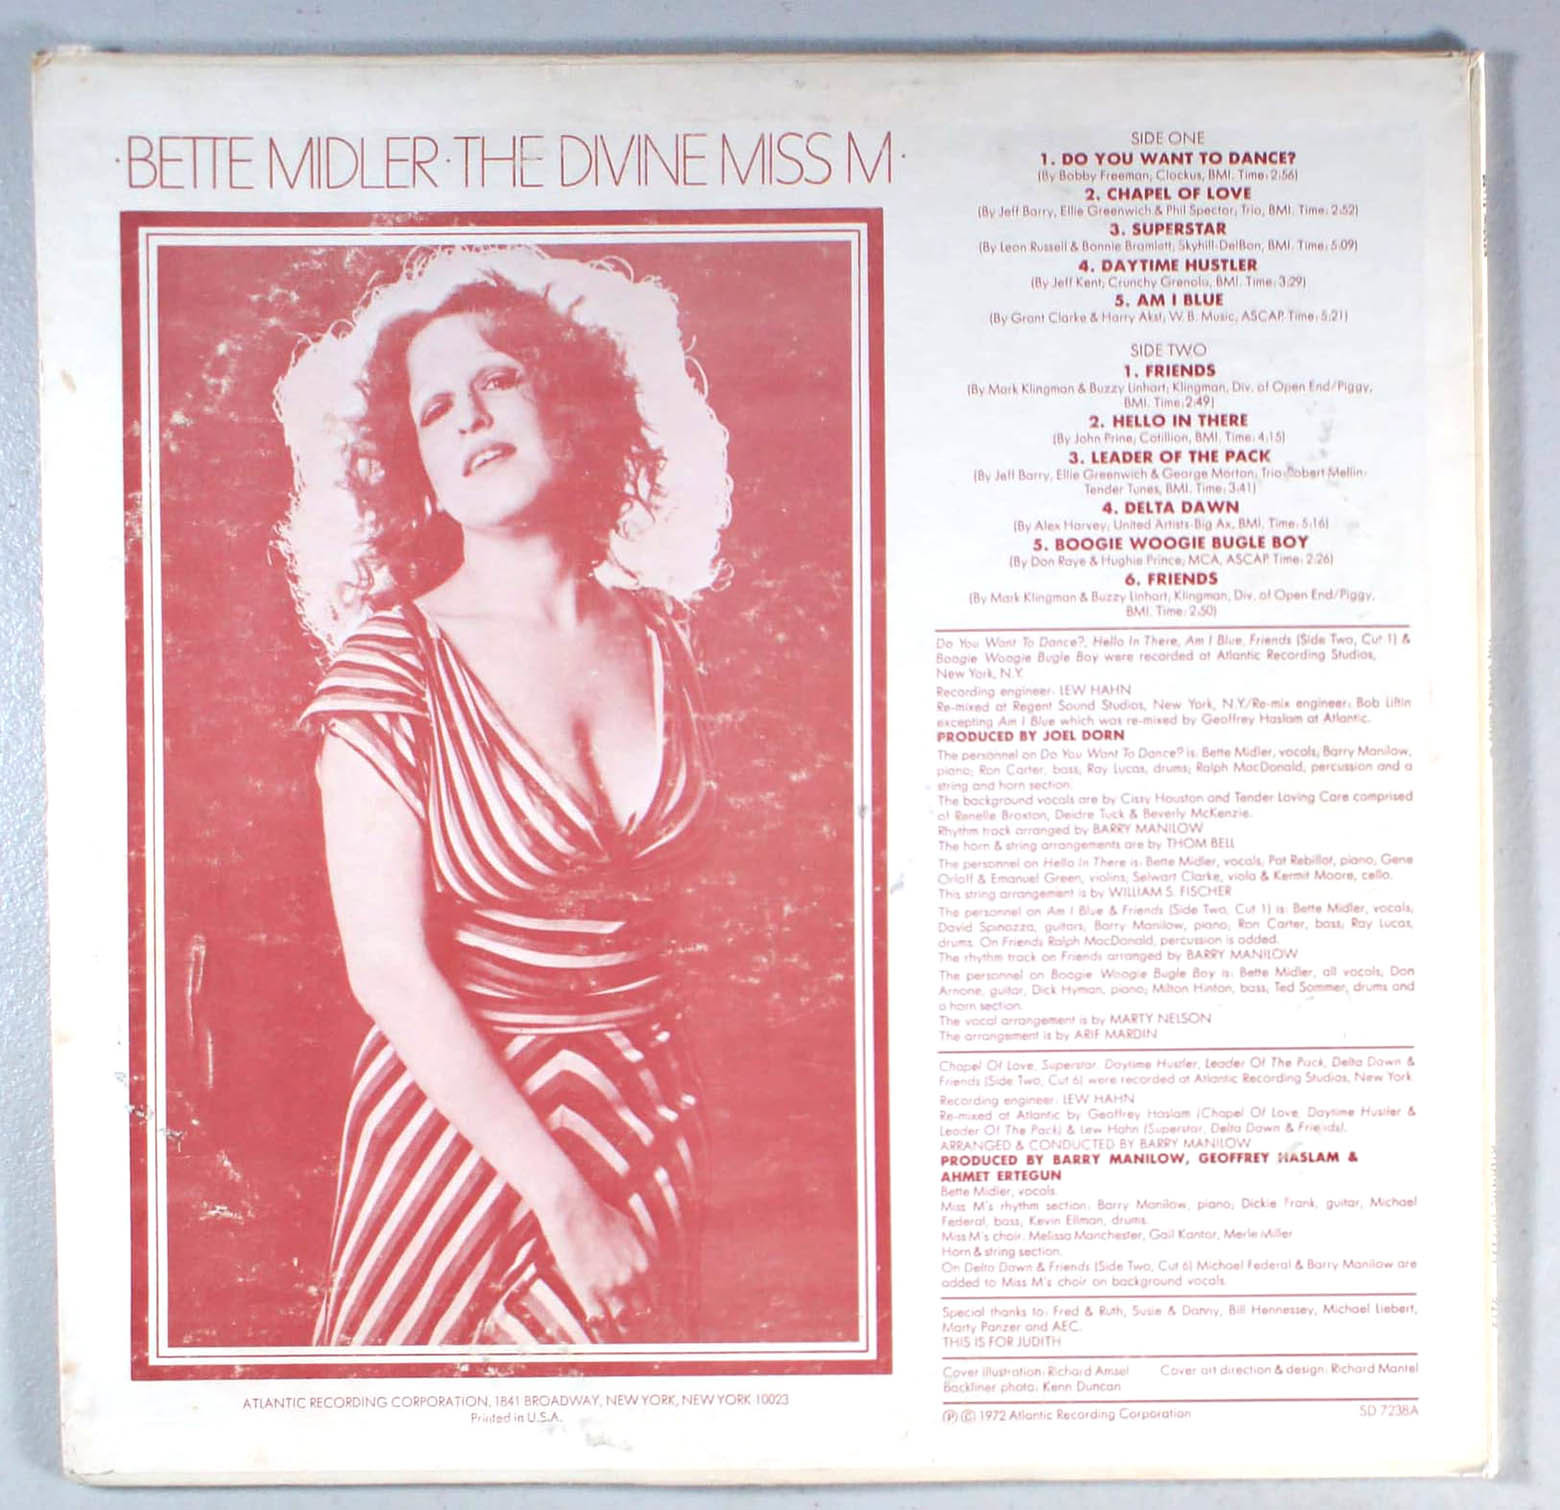 ·BETTE MIDLER·THE DIVINE MISS M·
SIDE ONE
1. DO YOU WANT TO DANCE?
(By Bobby Freeman, Clockus, BMI. Time: 2:56)
2. CHAPEL OF LOVE
(By Jeff Barry, Ellie Greenwich & Phil Spector; Trio, BMI. Time: 2:52)
3. SUPERSTAR
(By Leon Russell & Bonnie Bramlett, Skyhill-DelBon, BMI. Time: 5:09)
4. DAYTIME HUSTLER
(By Jeff Kent; Crunchy Granola, BMI. Time: 3:29)
5. AM I BLUE
(By Grant Clarke & Harry Akst, W.B. Music, ASCAP. Time: 5:21)
SIDE TWO
1. FRIENDS
(By Mark Klingman & Buzzy Linhart; Klingman, Div. of Open End/Piggy,
BMI. Time: 2:49)
2. HELLO IN THERE
(By John Prine; Cotillion, BMI. Time: 4:15)
3. LEADER OF THE PACK
(By Jeff Barry, Ellie Greenwich & George Morton; Trio-Robert Mellin-
Tender Tunes, BMI. Time: 3:41)
4. DELTA DAWN
(By Alex Harvey; United Artists-Big Ax, BMI. Time: 5:16)
5. BOOGIE WOOGIE BUGLE BOY
(By Don Raye & Hughie Prince; MCA, ASCAP. Time: 2:26)
6. FRIENDS
(By Mark Klingman & Buzzy Linhart; Klingman, Div. of Open End/Piggy,
BMI. Time: 2:50)
Do You Want To Dance?, Hello In There, Am I Blue, Friends (Side Two, Cut 1) &
Boogie Woogie Bugle Boy were recorded at Atlantic Recording Studios,
New York, N.Y.
Recording engineer: LEW HAHN
Re-mixed at Regent Sound Studios, New York, N.Y./Re-mix engineer: Bob Liftin
excepting Am I Blue which was re-mixed by Geoffrey Haslam at Atlantic.
PRODUCED BY JOEL DORN
The personnel on Do You Want To Dance? is: Bette Midler, vocals; Barry Manilow,
piano; Ron Carter, bass; Ray Lucas, drums; Ralph MacDonald, percussion and a
string and horn section.
The background vocals are by Cissy Houston and Tender Loving Care comprised
of Renelle Broxton, Deidre Tuck & Beverly McKenzie.
Rhythm track arranged by BARRY MANILOW
The horn & string arrangements are by THOM BELL
The personnel on Hello In There is: Bette Midler, vocals, Pat Rebillot, piano, Gene
Orloff & Emanuel Green, violins; Selwart Clarke, viola & Kermit Moore, cello.
This string arrangement is by WILLIAM S. FISCHER
The personnel on Am I Blue & Friends (Side Two, Cut 1) is: Bette Midler, vocals;
David Spinozza, guitars; Barry Manilow, piano; Ron Carter, bass; Ray Lucas,
drums. On Friends Ralph MacDonald, percussion is added.
The rhythm track on Friends arranged by BARRY MANILOW
The personnel on Boogie Woogie Bugle Boy is: Bette Midler, all vocals; Don
Arnone, guitar, Dick Hyman, piano; Milton Hinton, bass; Ted Sommer, drums and
a horn section.
The vocal arrangement is by MARTY NELSON
The arrangement is by ARIF MARDIN
Chapel Of Love, Superstar, Daytime Hustler, Leader Of The Pack, Delta Dawn &
Friends (Side Two, Cut 6) were recorded at Atlantic Recording Studios, New York
Recording engineer: LEW HAHN
Re-mixed at Atlantic by Geoffrey Haslam (Chapel Of Love, Daytime Hustler &
Leader Of The Pack) & Lew Hahn (Superstar, Delta Dawn & Friends).
ARRANGED & CONDUCTED BY BARRY MANILOW
PRODUCED BY BARRY MANILOW, GEOFFREY HASLAM &
AHMET ERTEGUN
Bette Midler, vocals.
Miss M's rhythm section: Barry Manilow, piano; Dickie Frank, guitar, Michael
Federal, bass, Kevin Ellman, drums.
Miss M's choir: Melissa Manchester, Gail Kantor, Merle Miller
Horn & string section.
On Delta Dawn & Friends (Side Two, Cut 6) Michael Federal & Barry Manilow are
added to Miss M's choir on background vocals.
Special thanks to: Fred & Ruth, Susie & Danny, Bill Hennessey, Michael Liebert,
Marty Panzer and AEC.
THIS IS FOR JUDITH
Cover illustration: Richard Amsel Cover art direction & design: Richard Mantel
Backliner photo: Kenn Duncan
Ⓟ © 1972 Atlantic Recording Corporation SD 7238A
ATLANTIC RECORDING CORPORATION, 1841 BROADWAY, NEW YORK, NEW YORK 10023
Printed in U.S.A.